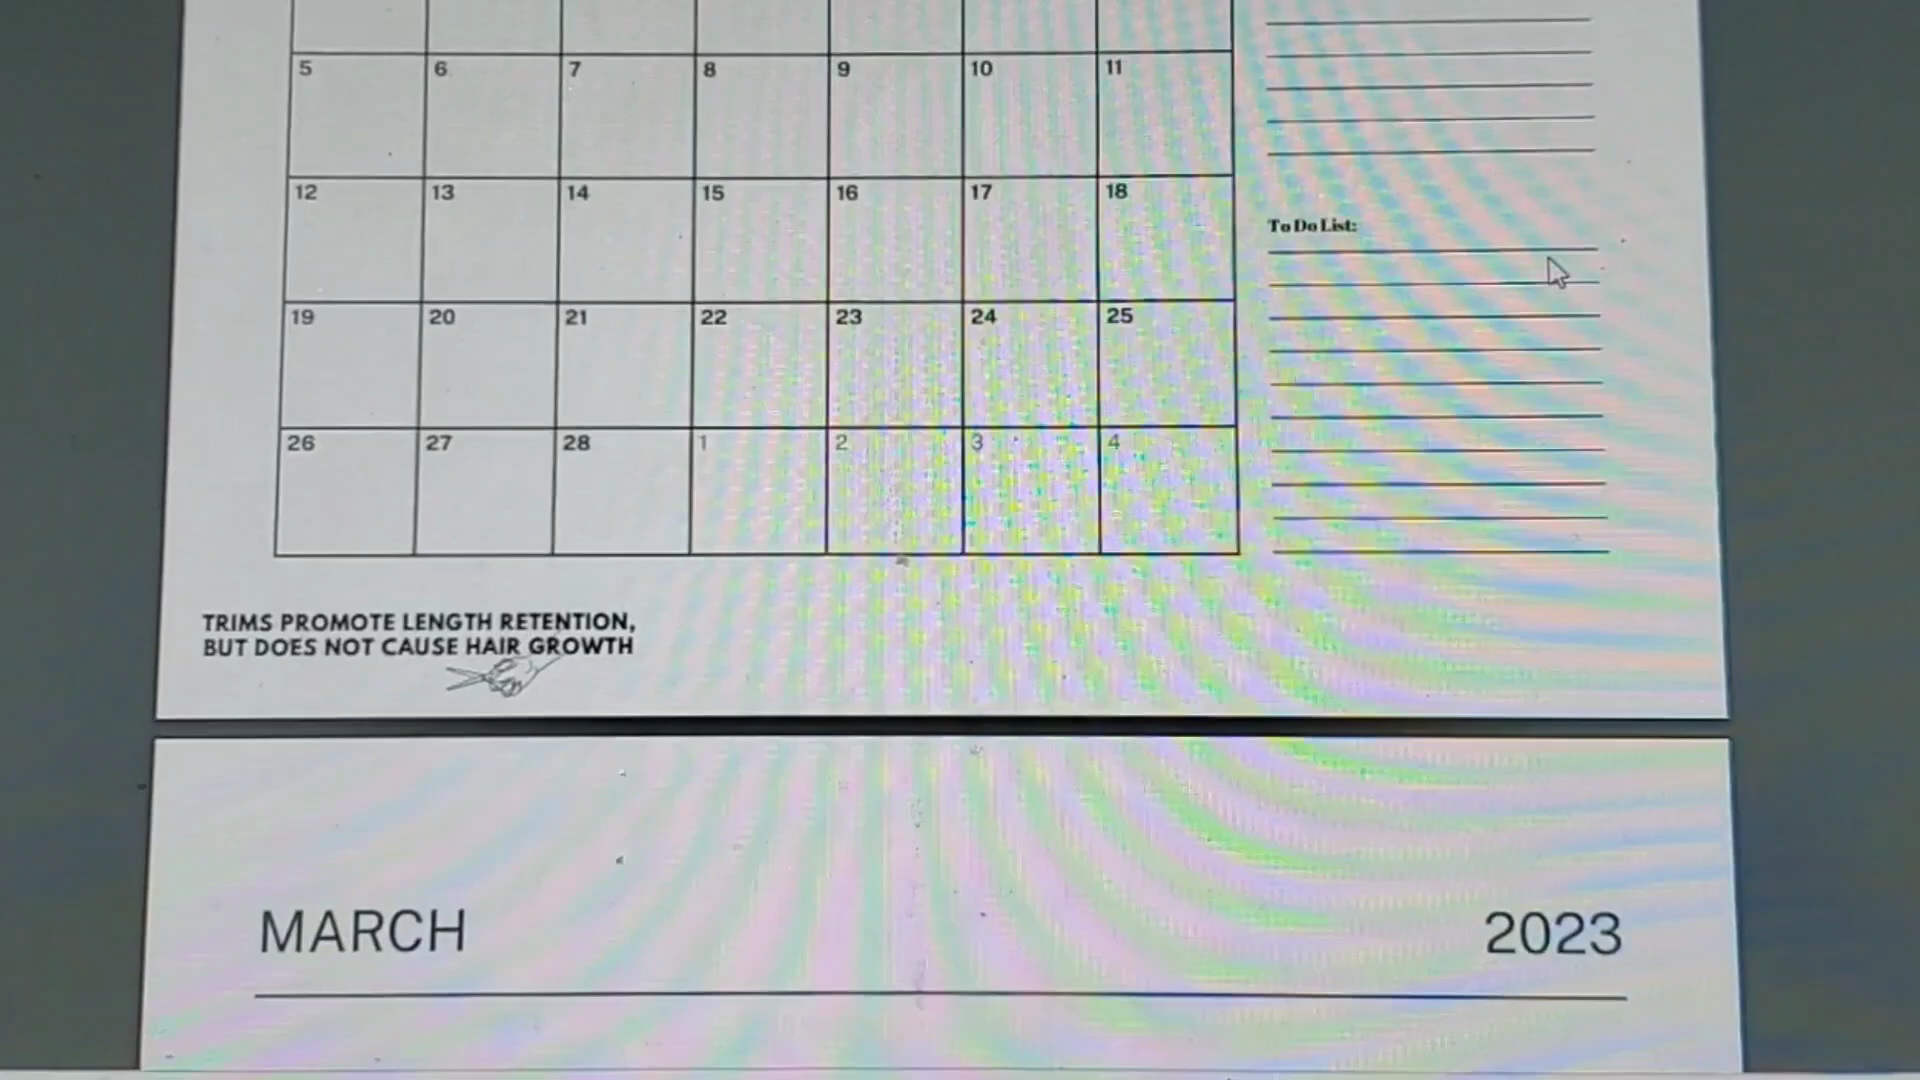 5 6 7 8 9 10 11
12 13 14 15 16 17 18
To Do List:
19 20 21 22 23 24 25
26 27 28 1 2 3 4
TRIMS PROMOTE LENGTH RETENTION,
BUT DOES NOT CAUSE HAIR GROWTH
MARCH 2023